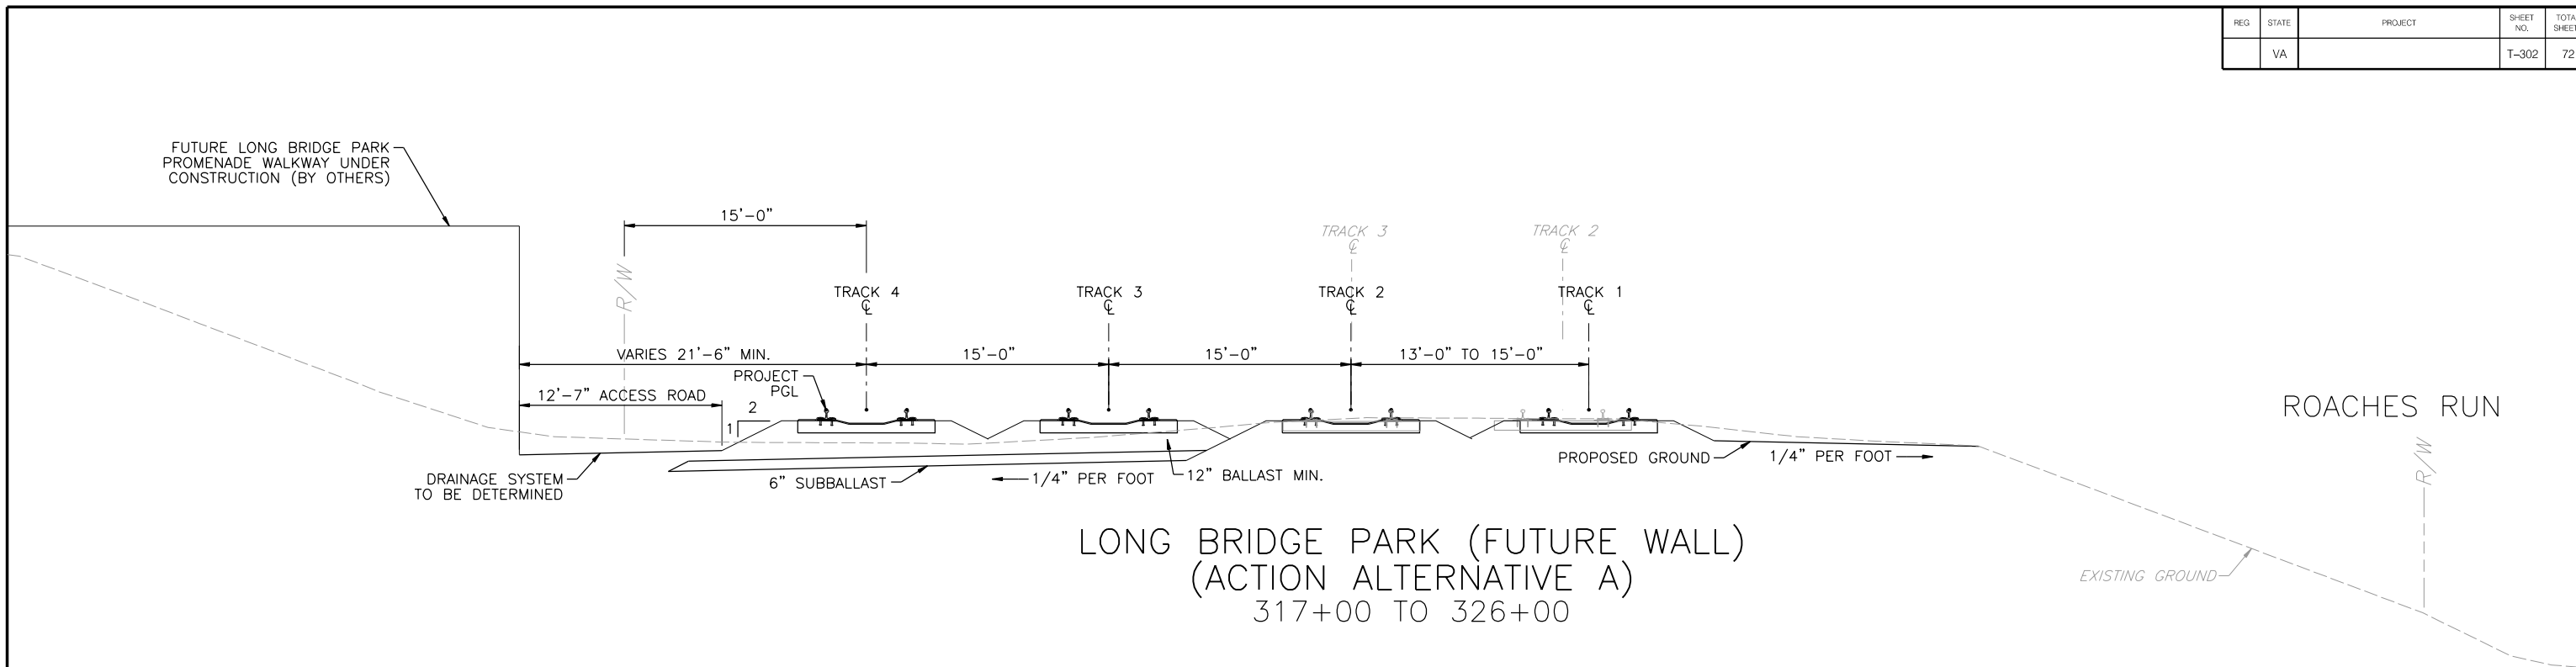 REG STATE PROJECT SHEET NO.
VA T-302 72
FUTURE LONG BRIDGE PARK
PROMENADE WALKWAY UNDER
CONSTRUCTION (BY OTHERS)
15'-0"
R/W
TRACK 3
℄
TRACK 2
℄
TRACK 4
℄
TRACK 3
℄
TRACK 2
℄
TRACK 1
℄
VARIES 21'-6" MIN.
15'-0"
15'-0"
13'-0" TO 15'-0"
12'-7" ACCESS ROAD
PROJECT
PGL
2
1
ROACHES RUN
R/W
DRAINAGE SYSTEM
TO BE DETERMINED
6" SUBBALLAST
1/4" PER FOOT
12" BALLAST MIN.
PROPOSED GROUND
1/4" PER FOOT
EXISTING GROUND
LONG BRIDGE PARK (FUTURE WALL)
(ACTION ALTERNATIVE A)
317+00 TO 326+00